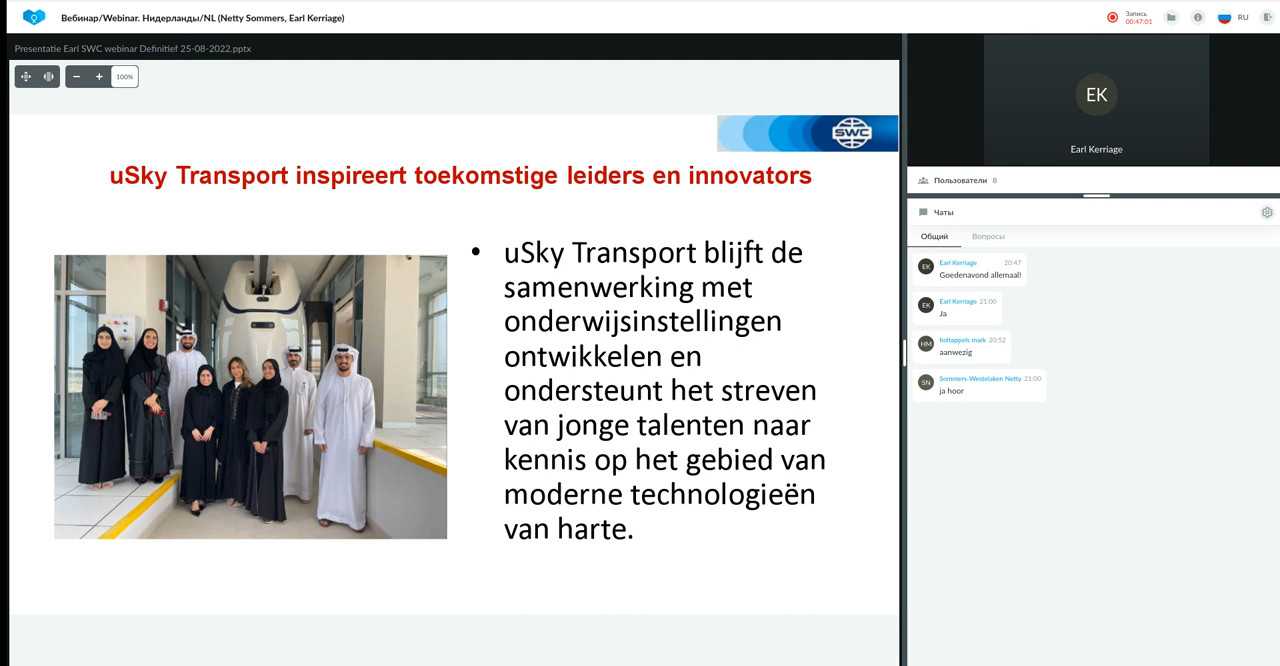 Вебинар/Webinar. Нидерланды/NL (Netty Sommers, Earl Kerriage)
Запись
00:47:01
RU
Presentatie Earl SWC webinar Definitief 25-08-2022.pptx
100%
SWC
uSky Transport inspireert toekomstige leiders en innovators
• uSky Transport blijft de
samenwerking met
onderwijsinstellingen
ontwikkelen en
ondersteunt het streven
van jonge talenten naar
kennis op het gebied van
moderne technologieën
van harte.
EK
Earl Kerriage
Пользователи 8
Чаты
Общий Вопросы
EK Earl Kerriage 20:47
Goedenavond allemaal!
EK Earl Kerriage 21:00
Ja
HM holtappels mark 20:52
aanwezig
SN Sommers-Westelaken Netty 21:00
ja hoor